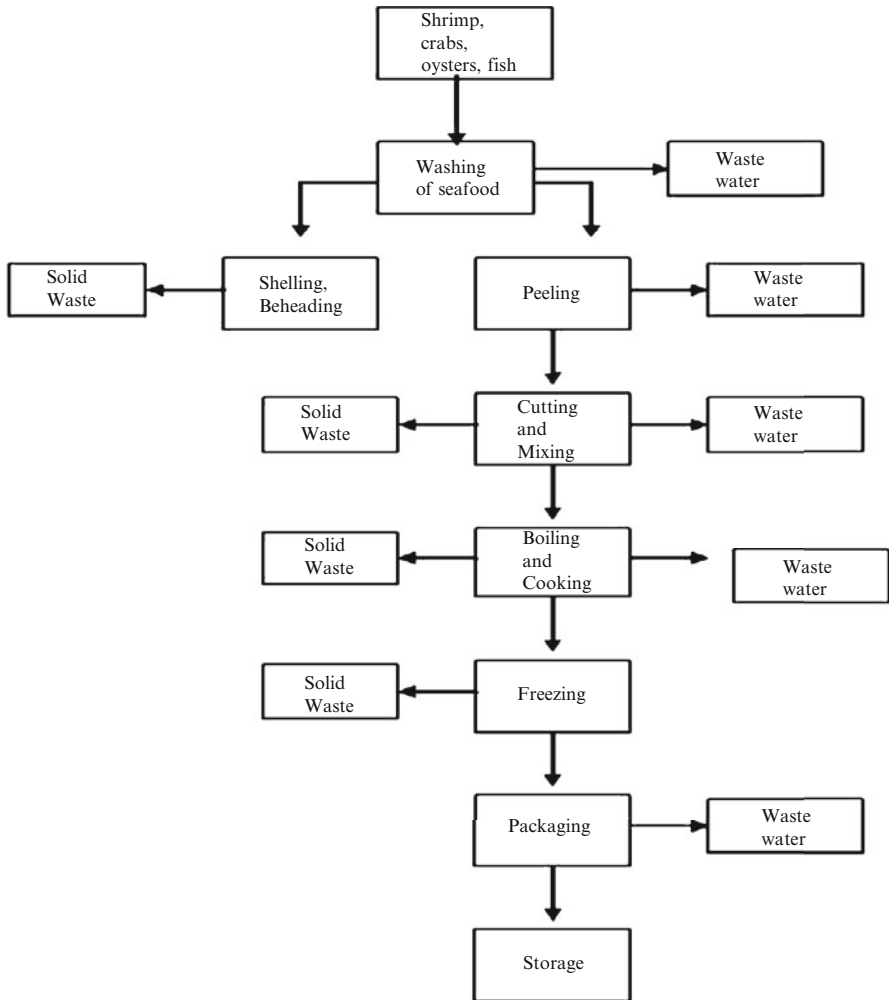 Shrimp,
crabs,
oysters, fish
Washing
of seafood
Waste
water
Solid
Waste
Shelling,
Beheading
Peeling
Waste
water
Solid
Waste
Cutting
and
Mixing
Waste
water
Solid
Waste
Boiling
and
Cooking
Waste
water
Solid
Waste
Freezing
Packaging
Waste
water
Storage